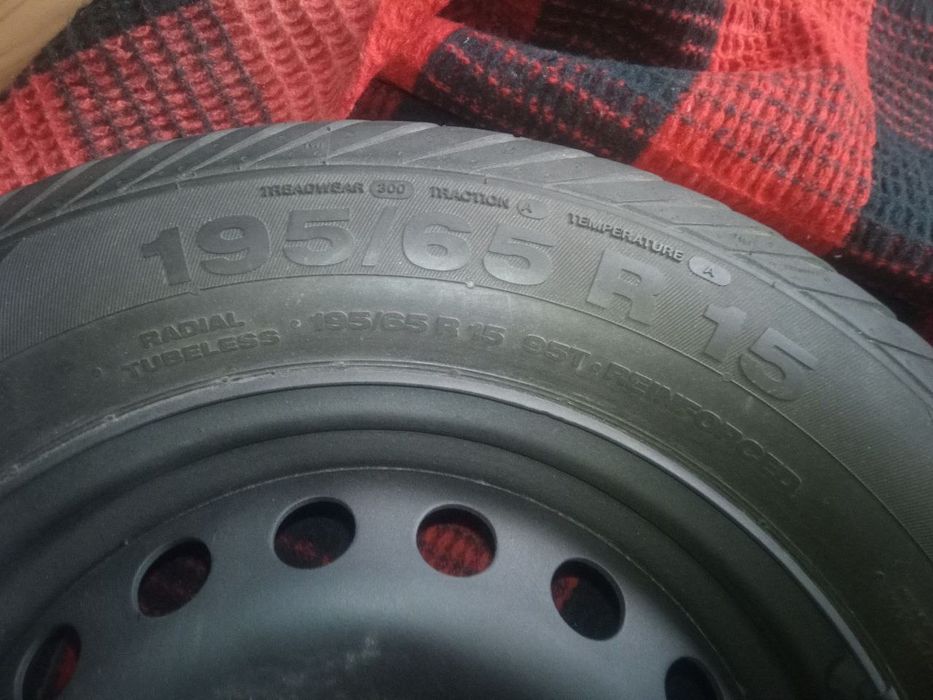 TREADWEAR 300 TRACTION A TEMPERATURE A
195/65 R 15
RADIAL
TUBELESS
195/65 R 15 95T · REINFORCED